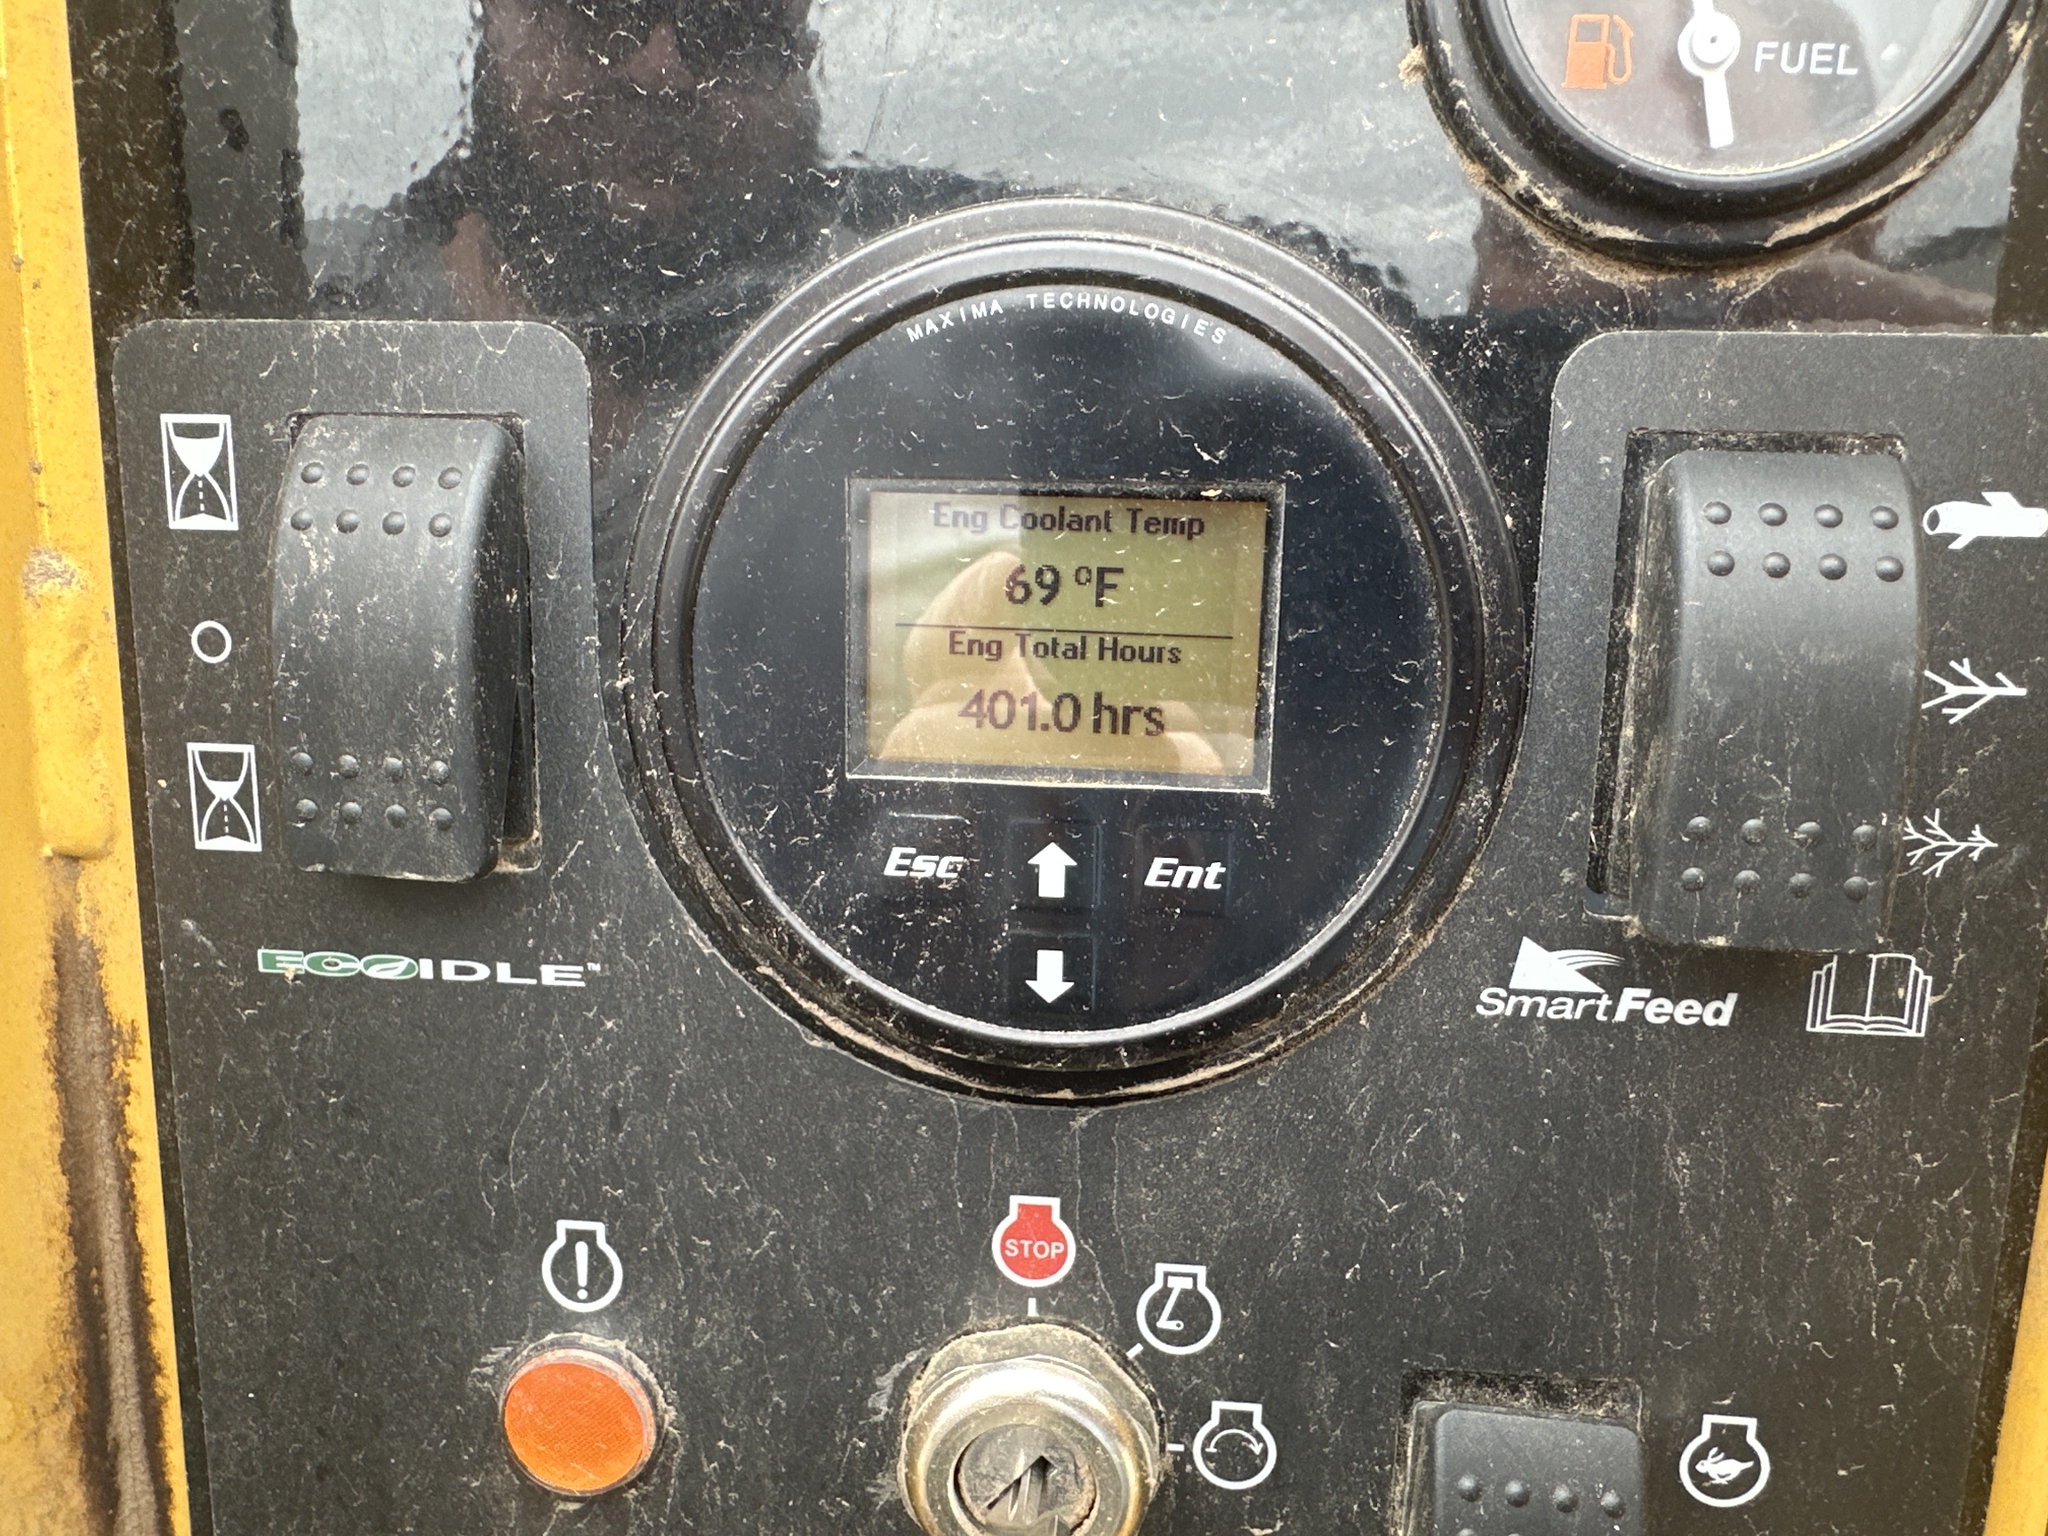 FUEL
MAXIMA TECHNOLOGIES
Eng Coolant Temp
69 °F
Eng Total Hours
401.0 hrs
Esc
Ent
ECOIDLE™
SmartFeed
STOP